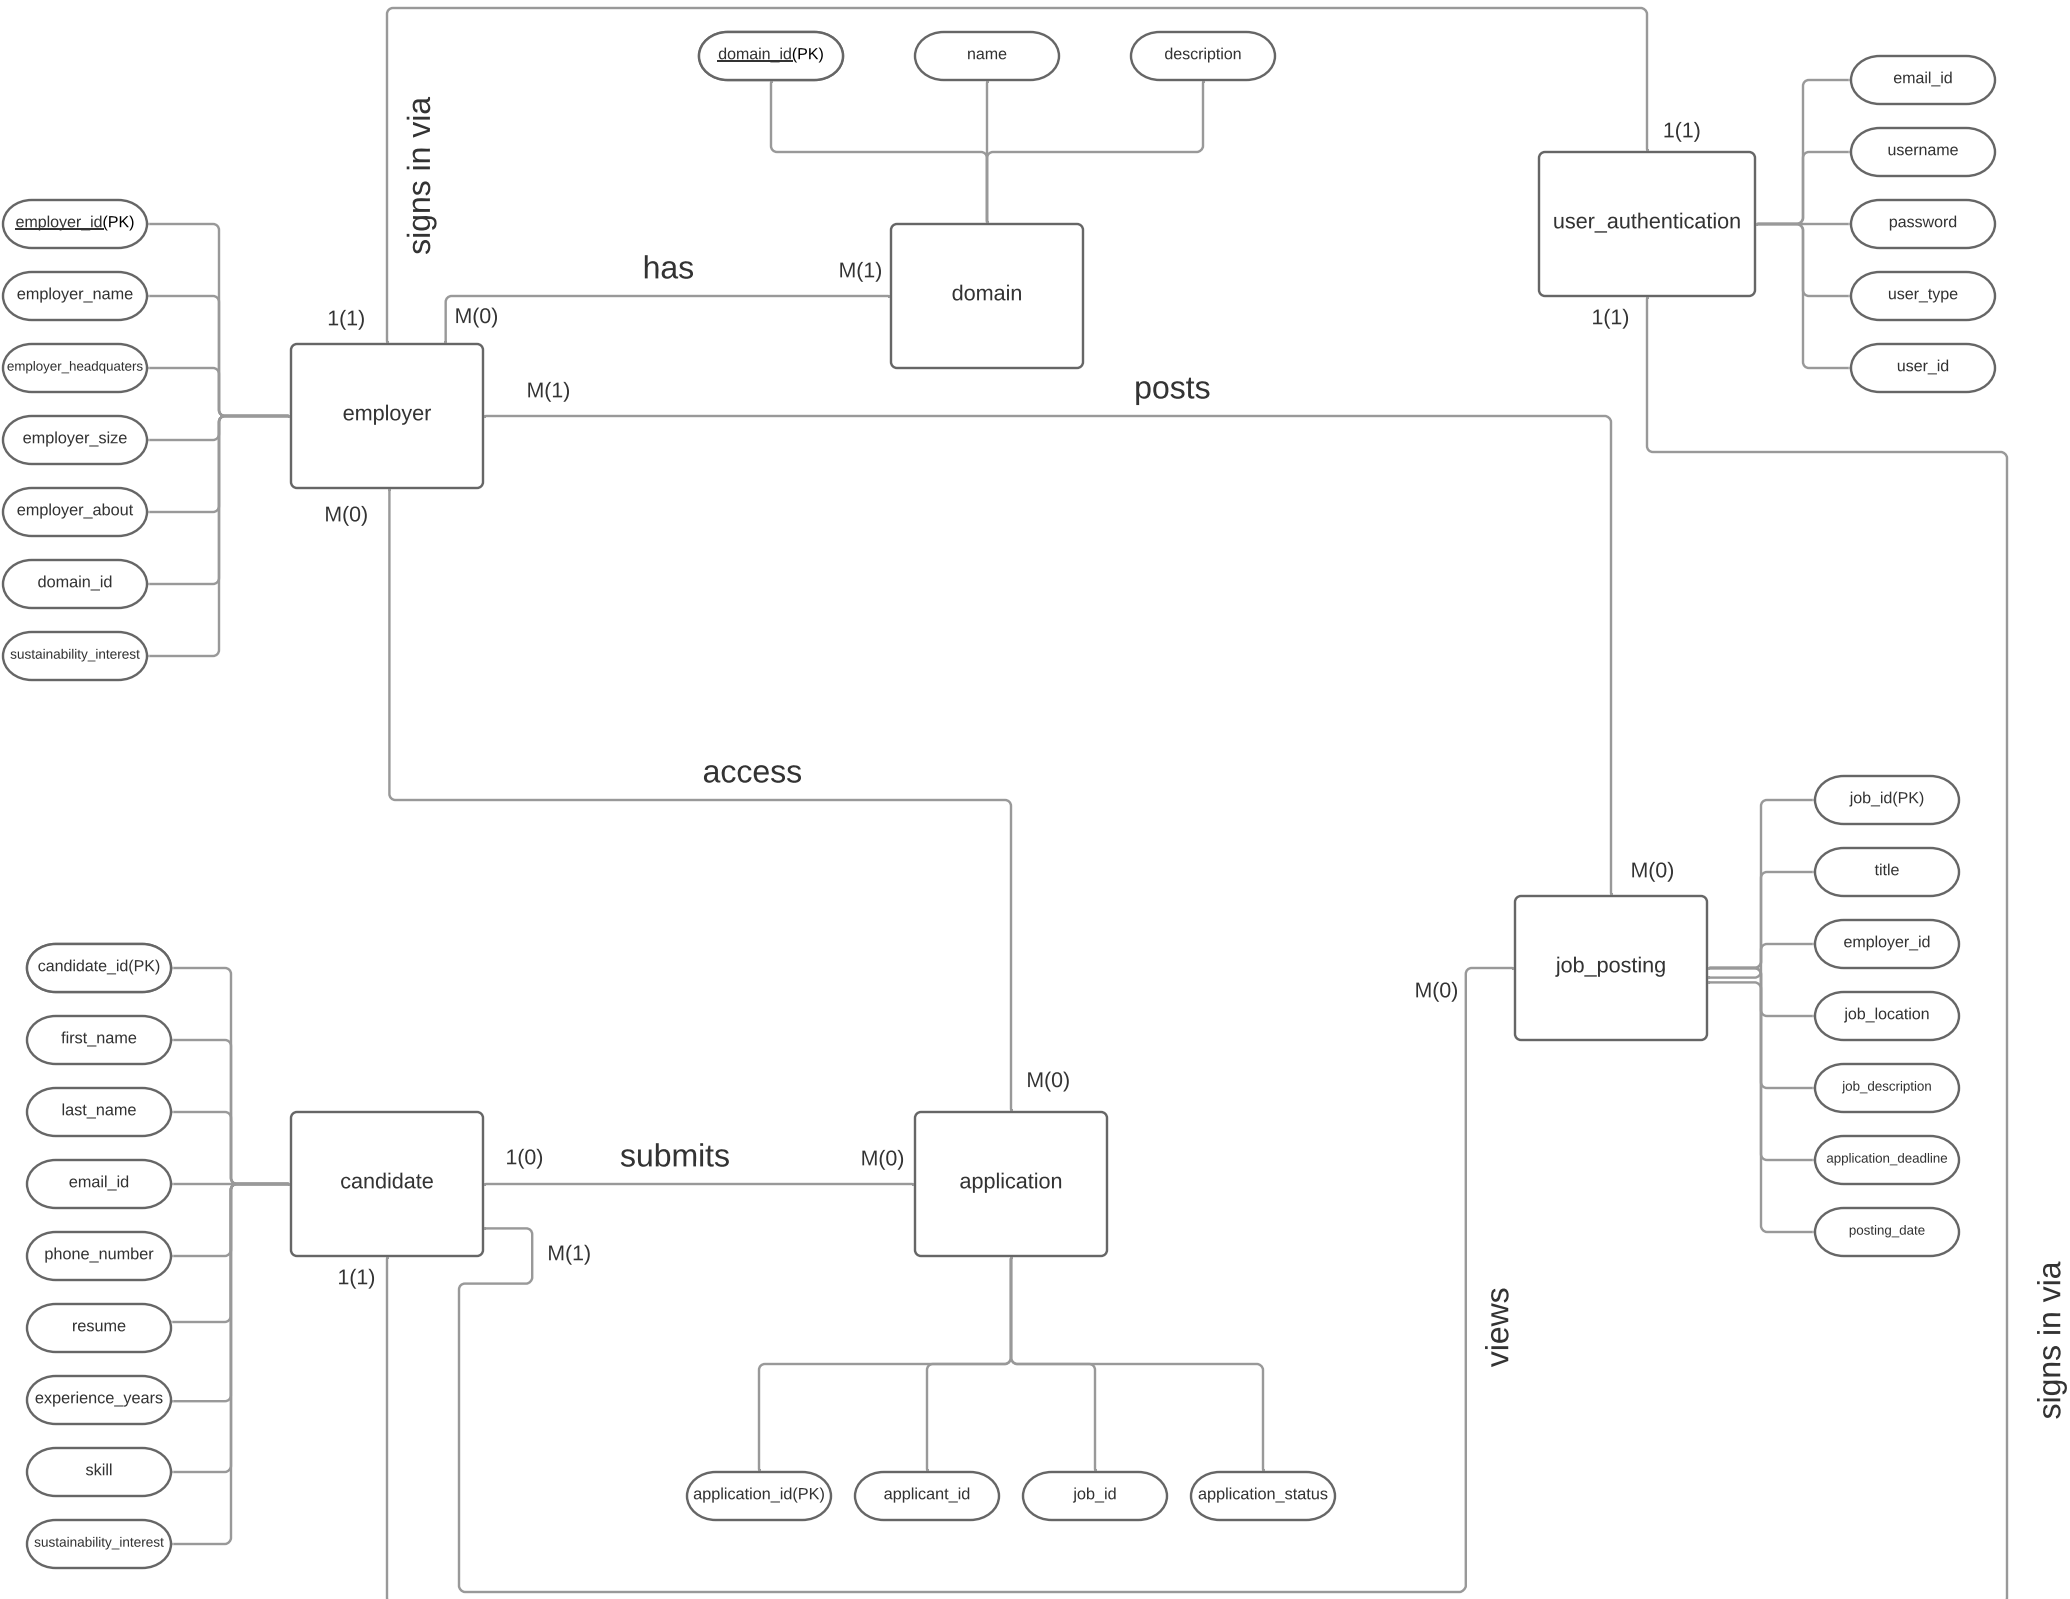 domain_id(PK)
name
description
email_id
username
password
user_type
user_id
1(1)
user_authentication
1(1)
signs in via
employer_id(PK)
employer_name
employer_headquaters
employer_size
employer_about
domain_id
sustainability_interest
has
M(1)
domain
1(1)
M(0)
employer
M(1)
posts
M(0)
access
job_id(PK)
title
employer_id
job_location
job_description
application_deadline
posting_date
M(0)
job_posting
M(0)
candidate_id(PK)
first_name
last_name
email_id
phone_number
resume
experience_years
skill
sustainability_interest
M(0)
candidate
1(0)
submits
M(0)
application
M(1)
1(1)
views
signs in via
application_id(PK)
applicant_id
job_id
application_status